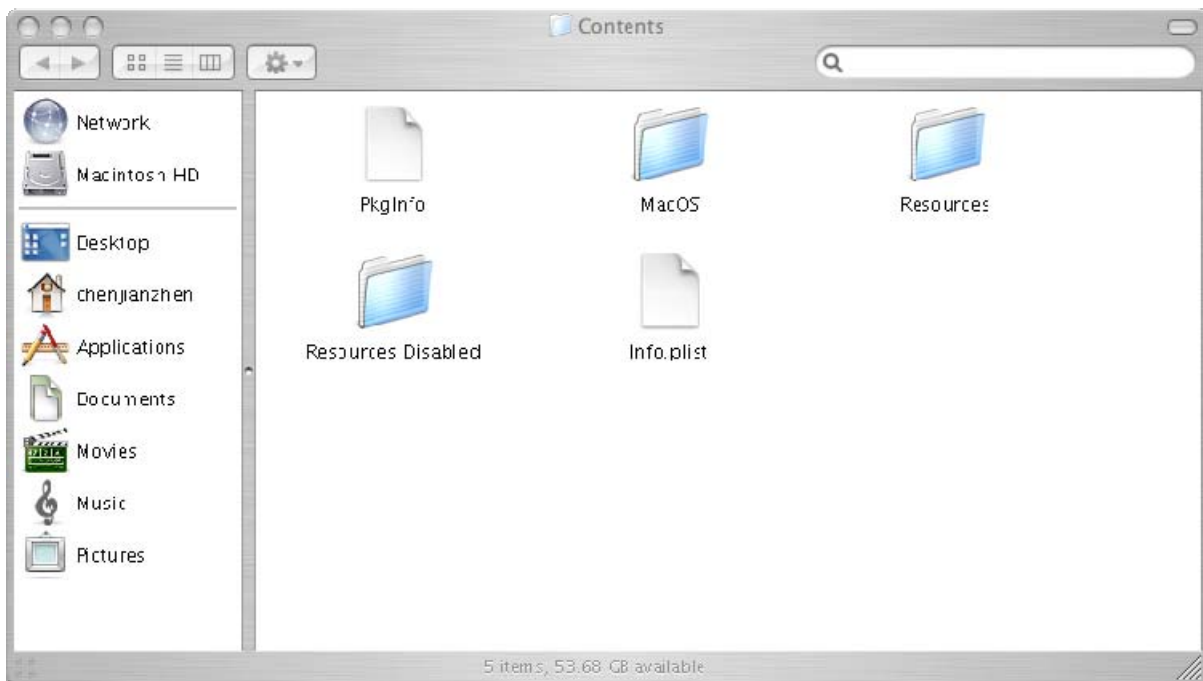 Contents
Network
Macintosh HD
Desktop
chenjianzhen
Applications
Documents
Movies
Music
Pictures
PkgInfo
MacOS
Resources
Resources Disabled
Info.plist
5 items, 53.68 GB available